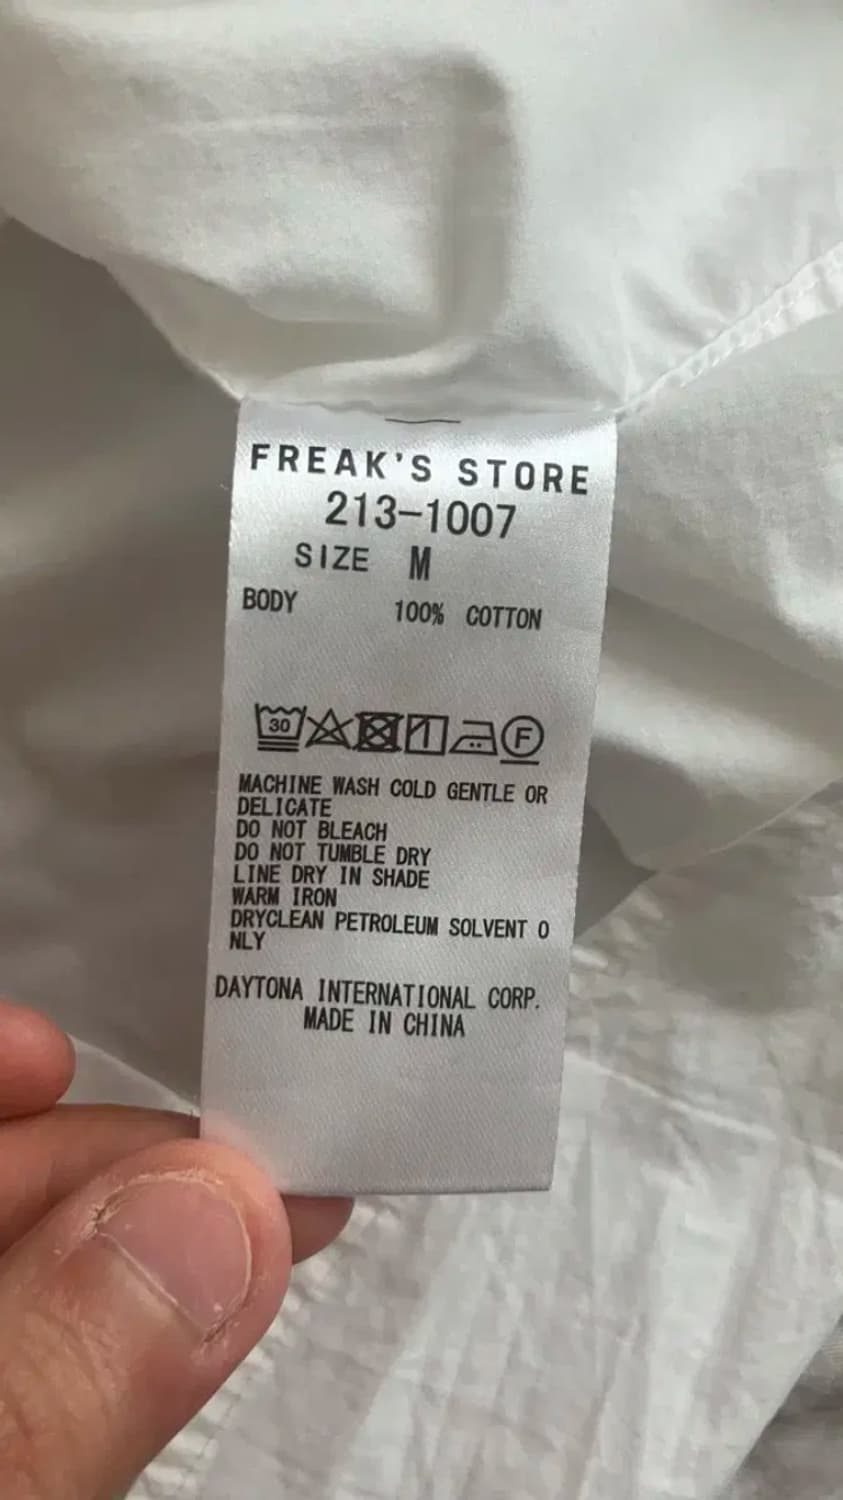 FREAK'S STORE
213-1007
SIZE M
BODY 100% COTTON
30 F
MACHINE WASH COLD GENTLE OR
DELICATE
DO NOT BLEACH
DO NOT TUMBLE DRY
LINE DRY IN SHADE
WARM IRON
DRYCLEAN PETROLEUM SOLVENT O
NLY
DAYTONA INTERNATIONAL CORP.
MADE IN CHINA